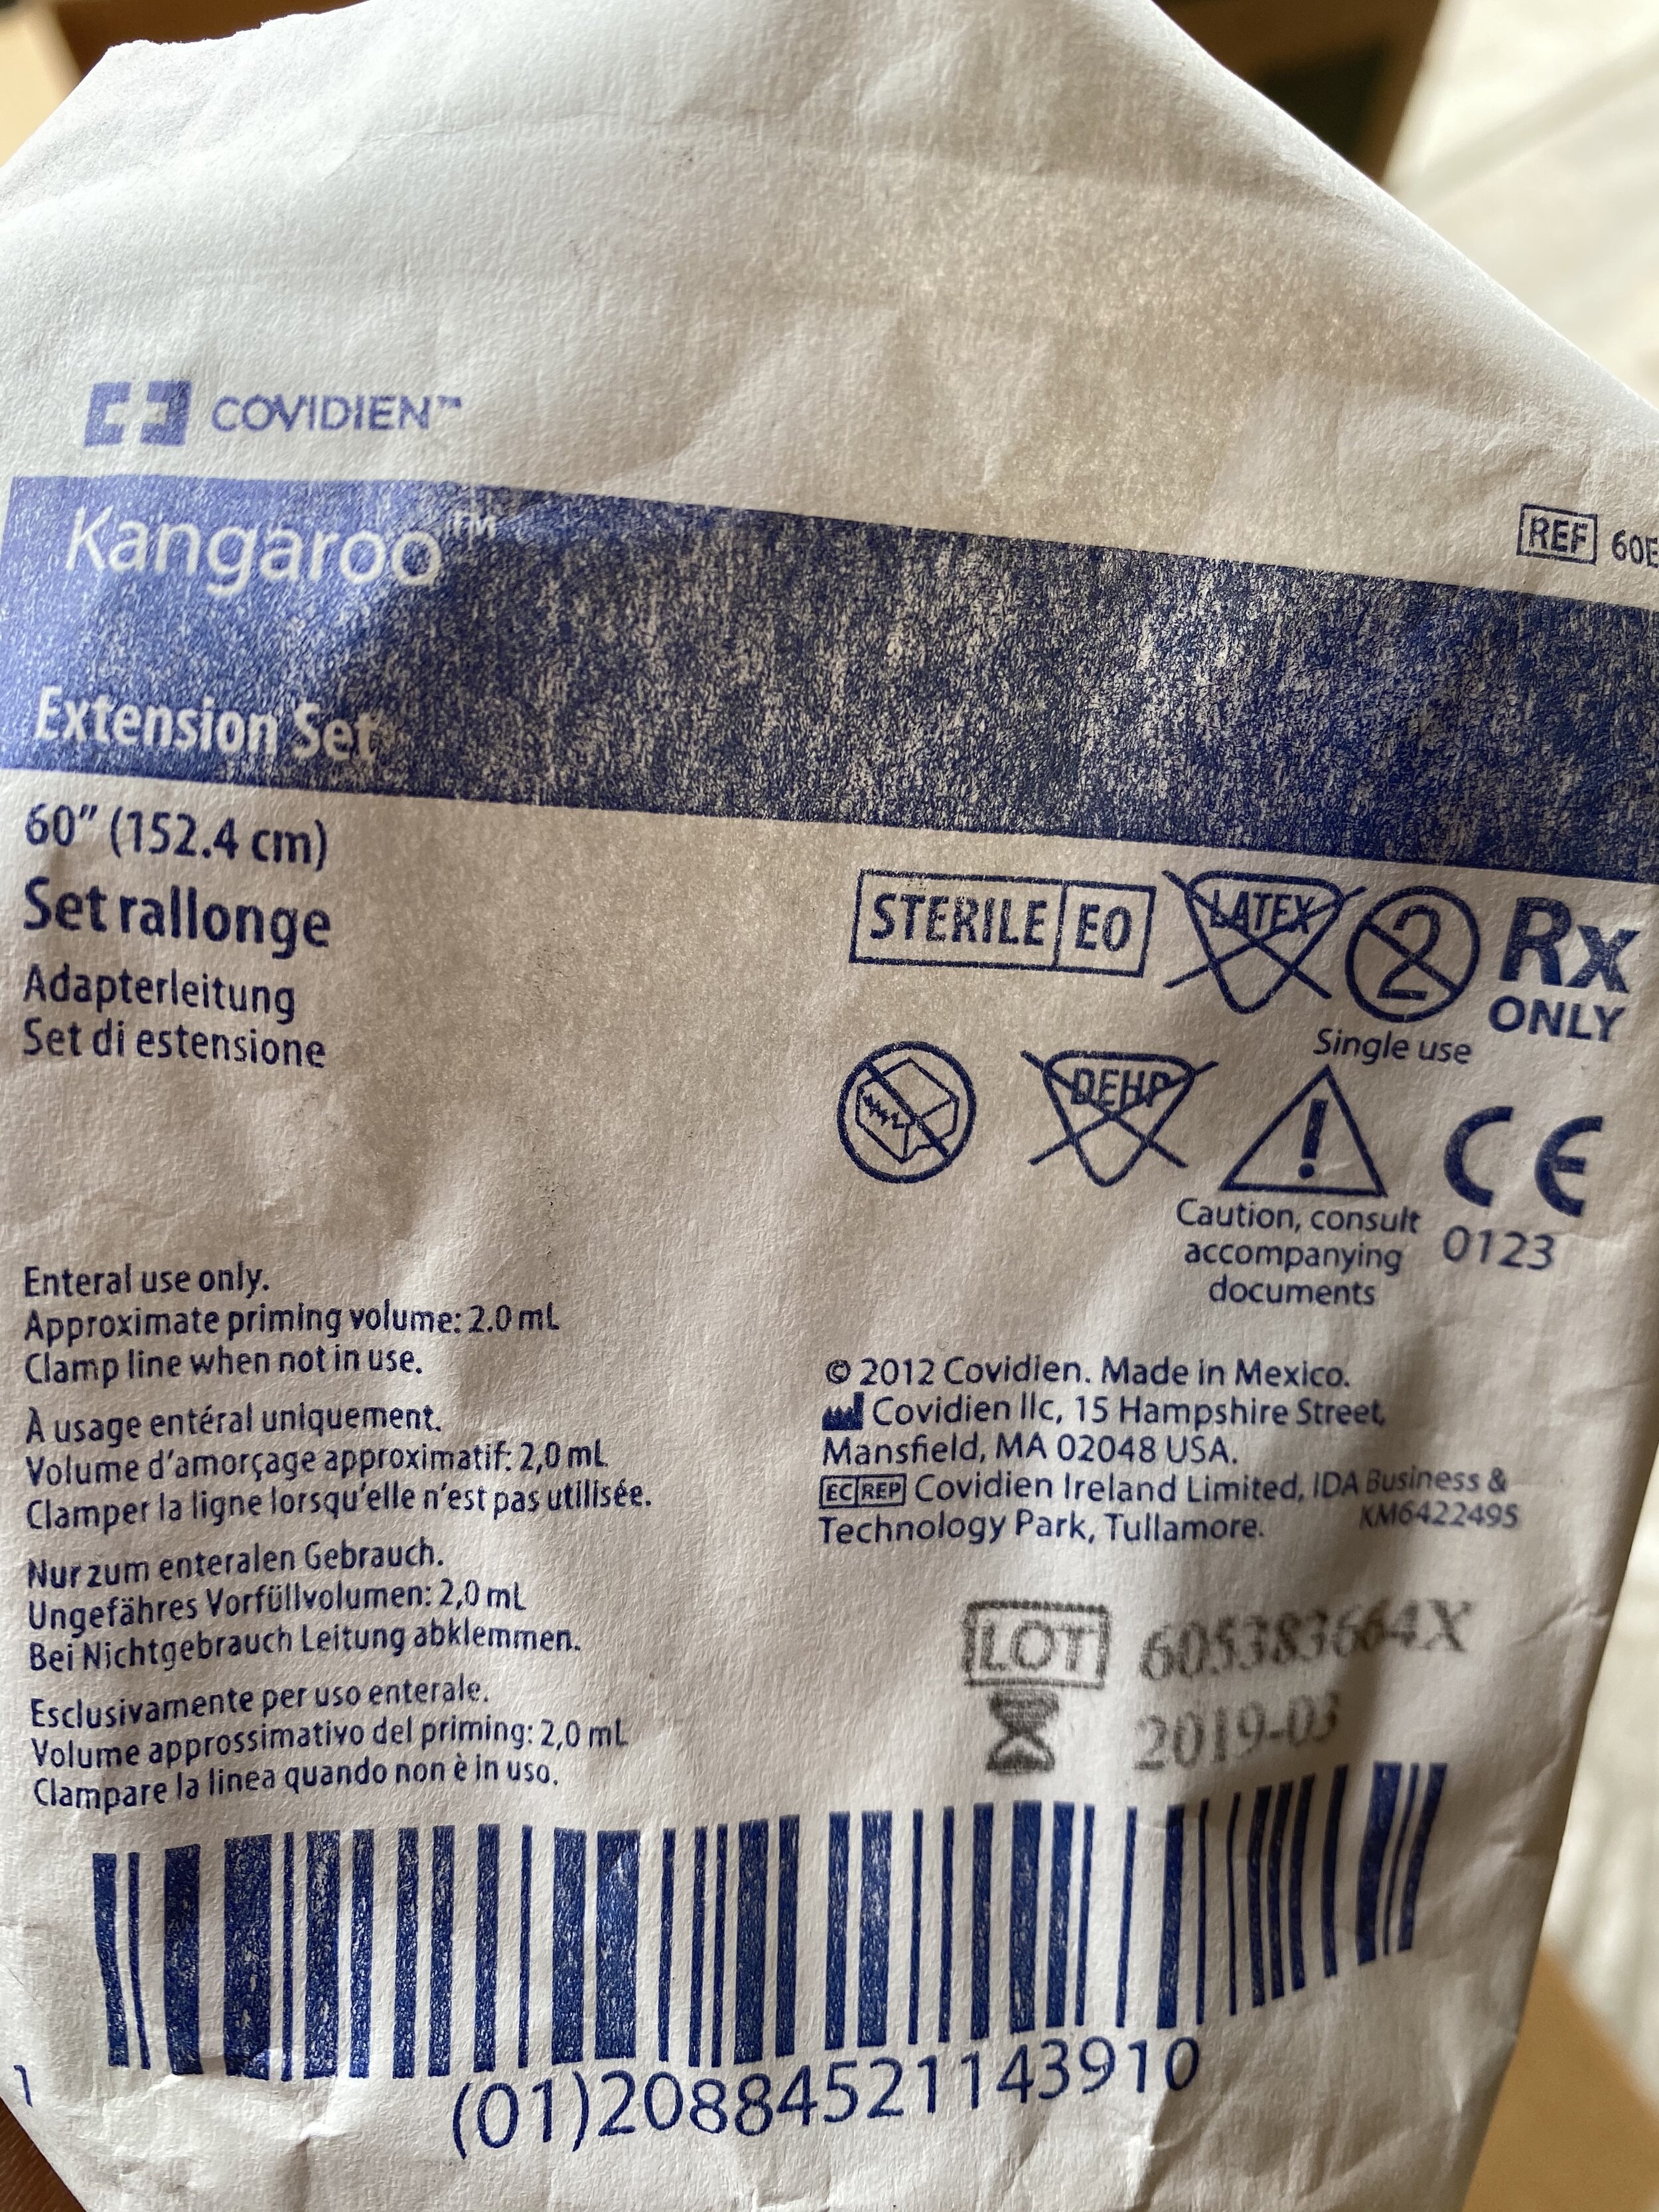 COVIDIEN™
Kangaroo™
REF 60E
Extension Set
60" (152.4 cm)
Set rallonge
Adapterleitung
Set di estensione
STERILE EO
LATEX
2
Single use
Rx
ONLY
DEHP
!
Caution, consult
accompanying
documents
CE
0123
Enteral use only.
Approximate priming volume: 2.0 mL
Clamp line when not in use.
À usage entéral uniquement.
Volume d'amorçage approximatif: 2,0 mL
Clamper la ligne lorsqu'elle n'est pas utilisée.
Nur zum enteralen Gebrauch.
Ungefähres Vorfüllvolumen: 2,0 mL
Bei Nichtgebrauch Leitung abklemmen.
Esclusivamente per uso enterale.
Volume approssimativo del priming: 2,0 mL
Clampare la linea quando non è in uso.
© 2012 Covidien. Made in Mexico.
Covidien llc, 15 Hampshire Street,
Mansfield, MA 02048 USA.
EC REP Covidien Ireland Limited, IDA Business &
Technology Park, Tullamore. KM6422495
LOT 605383664X
2019-03
(01)20884521143910